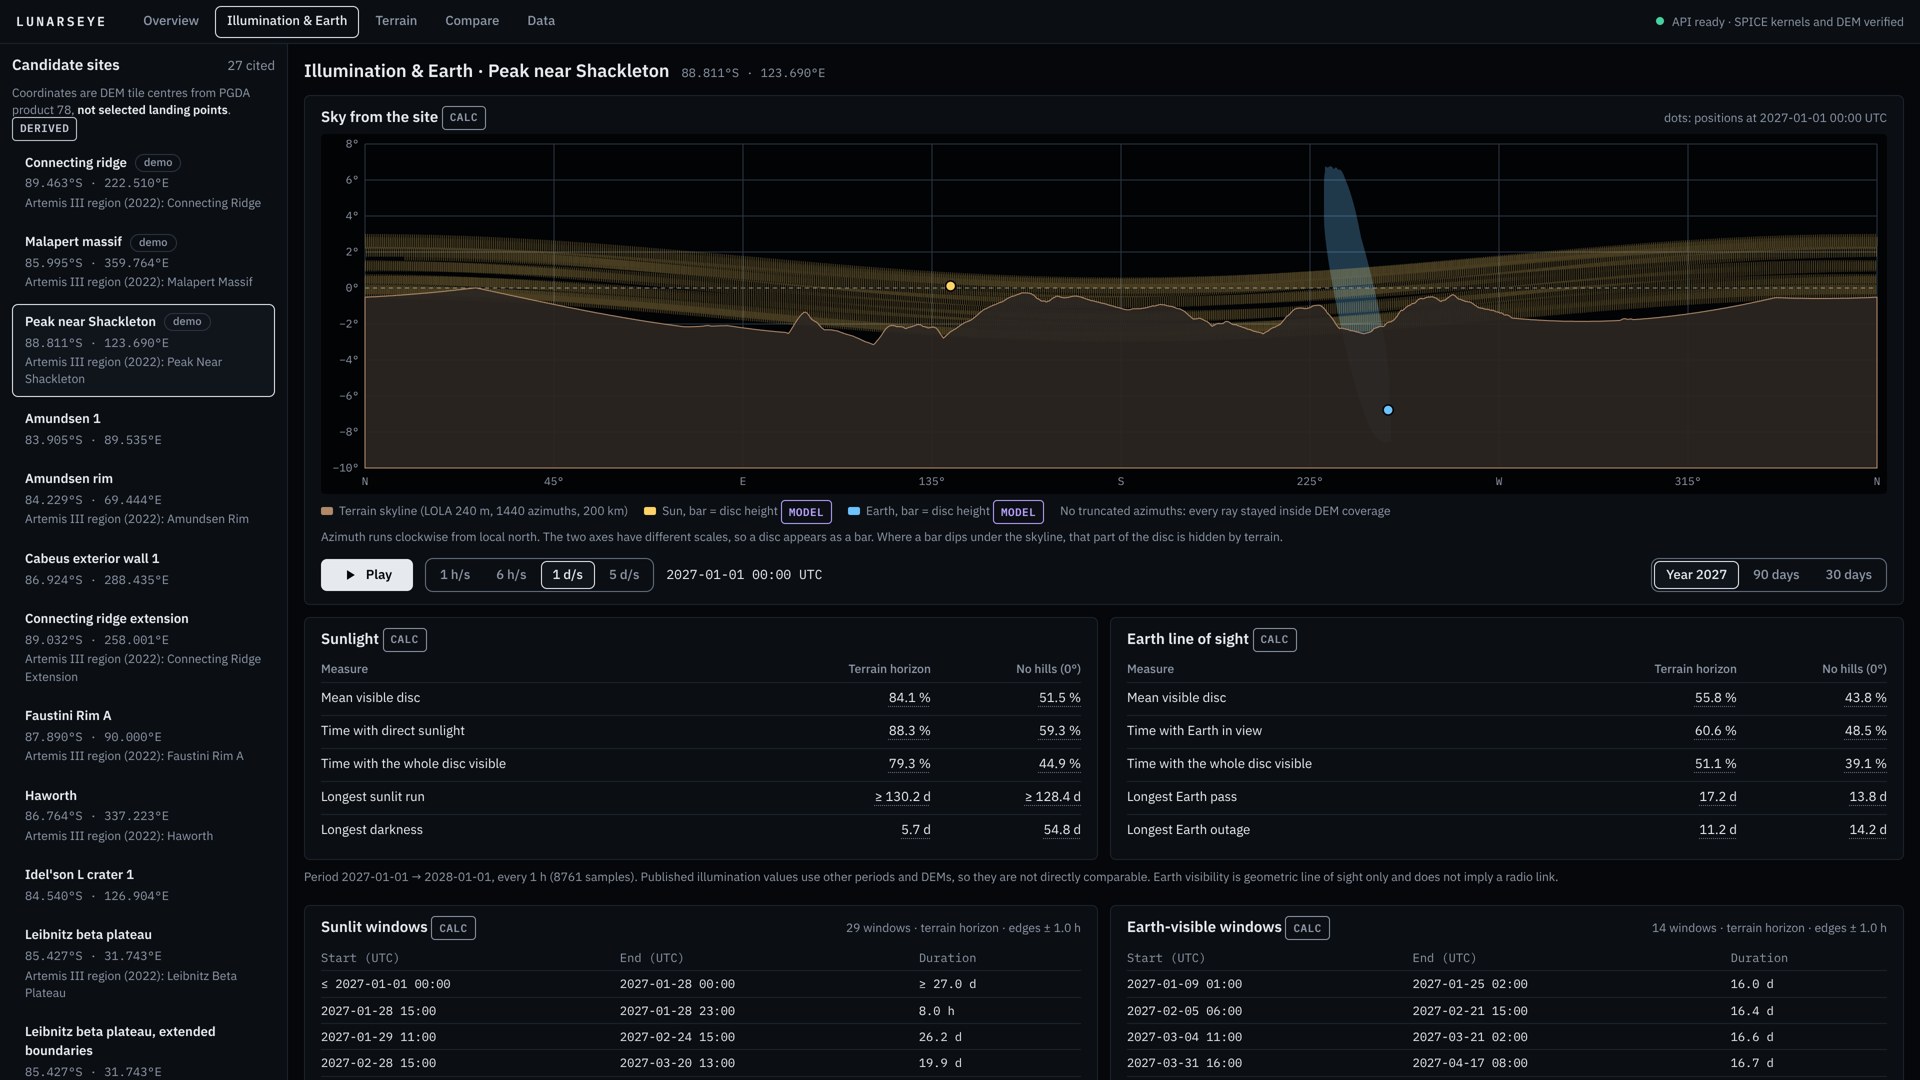 LUNARSEYE
Overview
Illumination & Earth
Terrain
Compare
Data
API ready · SPICE kernels and DEM verified
Candidate sites
27 cited
Coordinates are DEM tile centres from PGDA
product 78, not selected landing points.
DERIVED
Connecting ridge demo
89.463°S · 222.510°E
Artemis III region (2022): Connecting Ridge
Malapert massif demo
85.995°S · 359.764°E
Artemis III region (2022): Malapert Massif
Peak near Shackleton demo
88.811°S · 123.690°E
Artemis III region (2022): Peak Near
Shackleton
Amundsen 1
83.905°S · 89.535°E
Amundsen rim
84.229°S · 69.444°E
Artemis III region (2022): Amundsen Rim
Cabeus exterior wall 1
86.924°S · 288.435°E
Connecting ridge extension
89.032°S · 258.001°E
Artemis III region (2022): Connecting Ridge
Extension
Faustini Rim A
87.890°S · 90.000°E
Artemis III region (2022): Faustini Rim A
Haworth
86.764°S · 337.223°E
Artemis III region (2022): Haworth
Idel'son L crater 1
84.540°S · 126.904°E
Leibnitz beta plateau
85.427°S · 31.743°E
Artemis III region (2022): Leibnitz Beta
Plateau
Leibnitz beta plateau, extended
boundaries
85.427°S · 31.743°E
Illumination & Earth · Peak near Shackleton 88.811°S · 123.690°E
Sky from the site CALC
dots: positions at 2027-01-01 00:00 UTC
8°
6°
4°
2°
0°
−2°
−4°
−6°
−8°
−10°
N 45° E 135° S 225° W 315° N
Terrain skyline (LOLA 240 m, 1440 azimuths, 200 km)
Sun, bar = disc height MODEL
Earth, bar = disc height MODEL
No truncated azimuths: every ray stayed inside DEM coverage
Azimuth runs clockwise from local north. The two axes have different scales, so a disc appears as a bar. Where a bar dips under the skyline, that part of the disc is hidden by terrain.
Play
1 h/s 6 h/s 1 d/s 5 d/s
2027-01-01 00:00 UTC
Year 2027 90 days 30 days
Sunlight CALC
Measure Terrain horizon No hills (0°)
Mean visible disc 84.1 % 51.5 %
Time with direct sunlight 88.3 % 59.3 %
Time with the whole disc visible 79.3 % 44.9 %
Longest sunlit run ≥ 130.2 d ≥ 128.4 d
Longest darkness 5.7 d 54.8 d
Earth line of sight CALC
Measure Terrain horizon No hills (0°)
Mean visible disc 55.8 % 43.8 %
Time with Earth in view 60.6 % 48.5 %
Time with the whole disc visible 51.1 % 39.1 %
Longest Earth pass 17.2 d 13.8 d
Longest Earth outage 11.2 d 14.2 d
Period 2027-01-01 → 2028-01-01, every 1 h (8761 samples). Published illumination values use other periods and DEMs, so they are not directly comparable. Earth visibility is geometric line of sight only and does not imply a radio link.
Sunlit windows CALC
29 windows · terrain horizon · edges ± 1.0 h
Start (UTC) End (UTC) Duration
≤ 2027-01-01 00:00 2027-01-28 00:00 ≥ 27.0 d
2027-01-28 15:00 2027-01-28 23:00 8.0 h
2027-01-29 11:00 2027-02-24 15:00 26.2 d
2027-02-28 15:00 2027-03-20 13:00 19.9 d
Earth-visible windows CALC
14 windows · terrain horizon · edges ± 1.0 h
Start (UTC) End (UTC) Duration
2027-01-09 01:00 2027-01-25 02:00 16.0 d
2027-02-05 06:00 2027-02-21 15:00 16.4 d
2027-03-04 11:00 2027-03-21 02:00 16.6 d
2027-03-31 16:00 2027-04-17 08:00 16.7 d